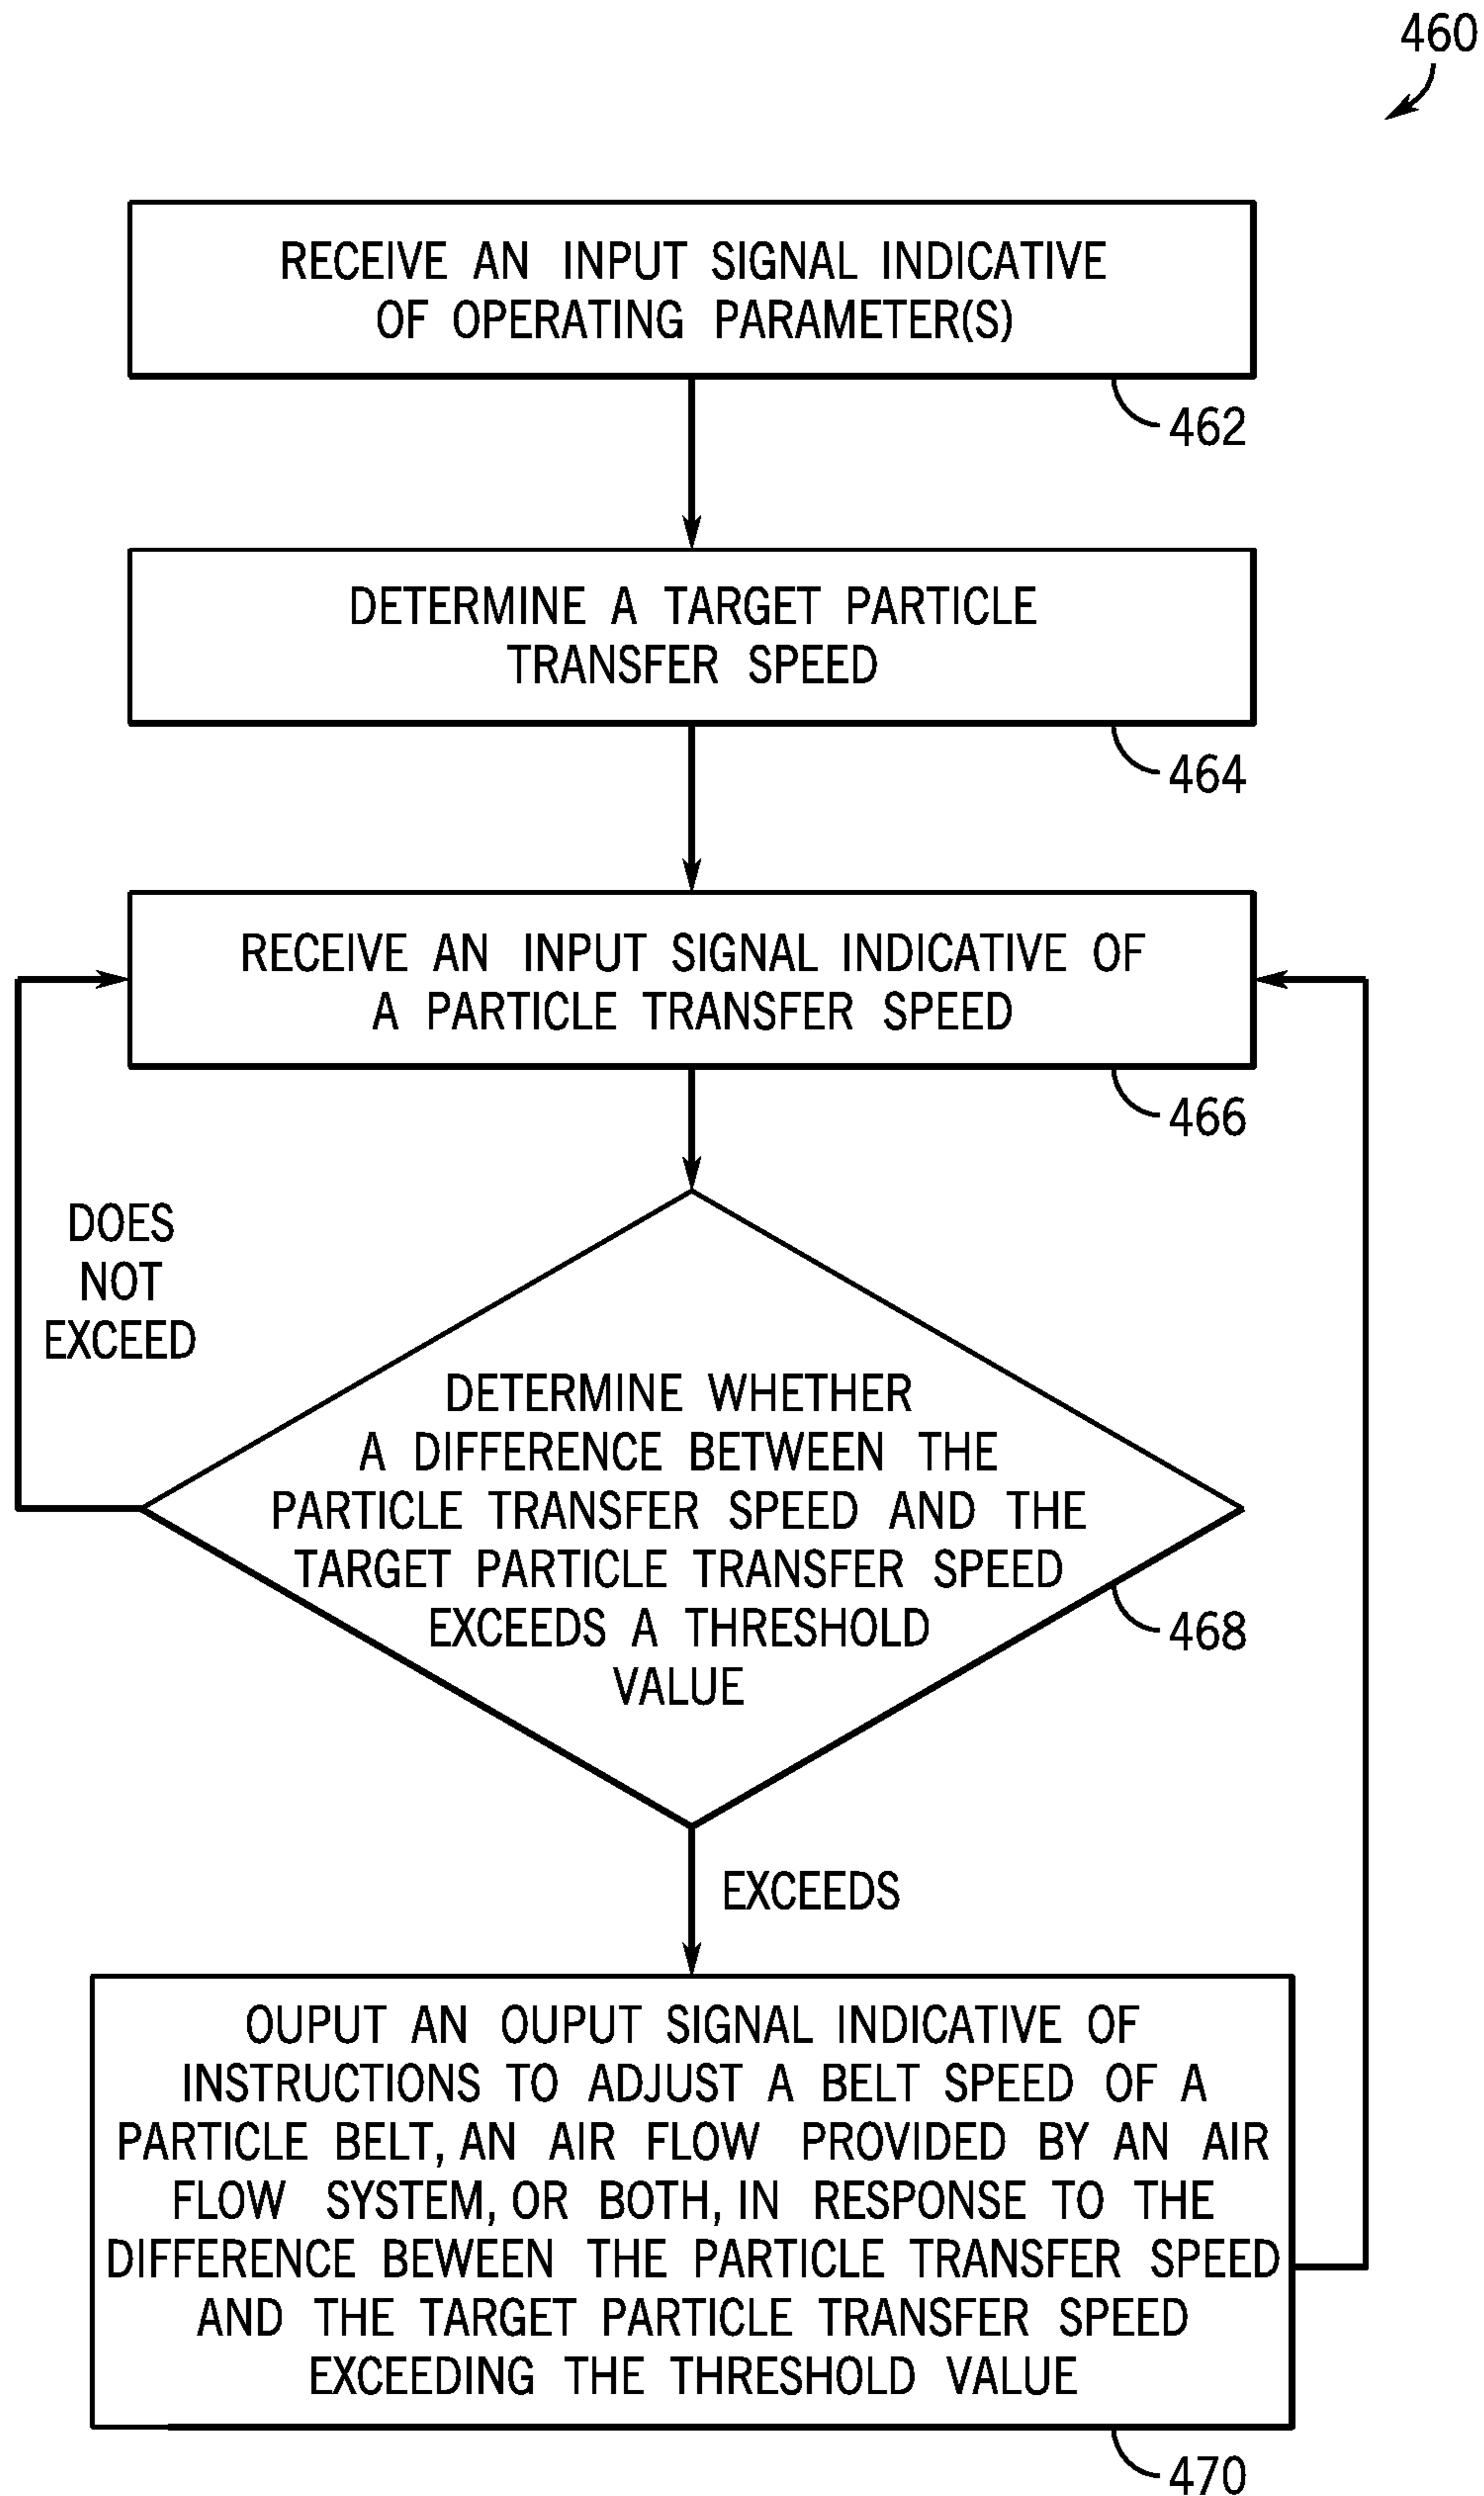 460
RECEIVE AN INPUT SIGNAL INDICATIVE
OF OPERATING PARAMETER(S)
462
DETERMINE A TARGET PARTICLE
TRANSFER SPEED
464
RECEIVE AN INPUT SIGNAL INDICATIVE OF
A PARTICLE TRANSFER SPEED
466
DOES
NOT
EXCEED
DETERMINE WHETHER
A DIFFERENCE BETWEEN THE
PARTICLE TRANSFER SPEED AND THE
TARGET PARTICLE TRANSFER SPEED
EXCEEDS A THRESHOLD
VALUE
468
EXCEEDS
OUPUT AN OUPUT SIGNAL INDICATIVE OF
INSTRUCTIONS TO ADJUST A BELT SPEED OF A
PARTICLE BELT, AN AIR FLOW PROVIDED BY AN AIR
FLOW SYSTEM, OR BOTH, IN RESPONSE TO THE
DIFFERENCE BEWEEN THE PARTICLE TRANSFER SPEED
AND THE TARGET PARTICLE TRANSFER SPEED
EXCEEDING THE THRESHOLD VALUE
470